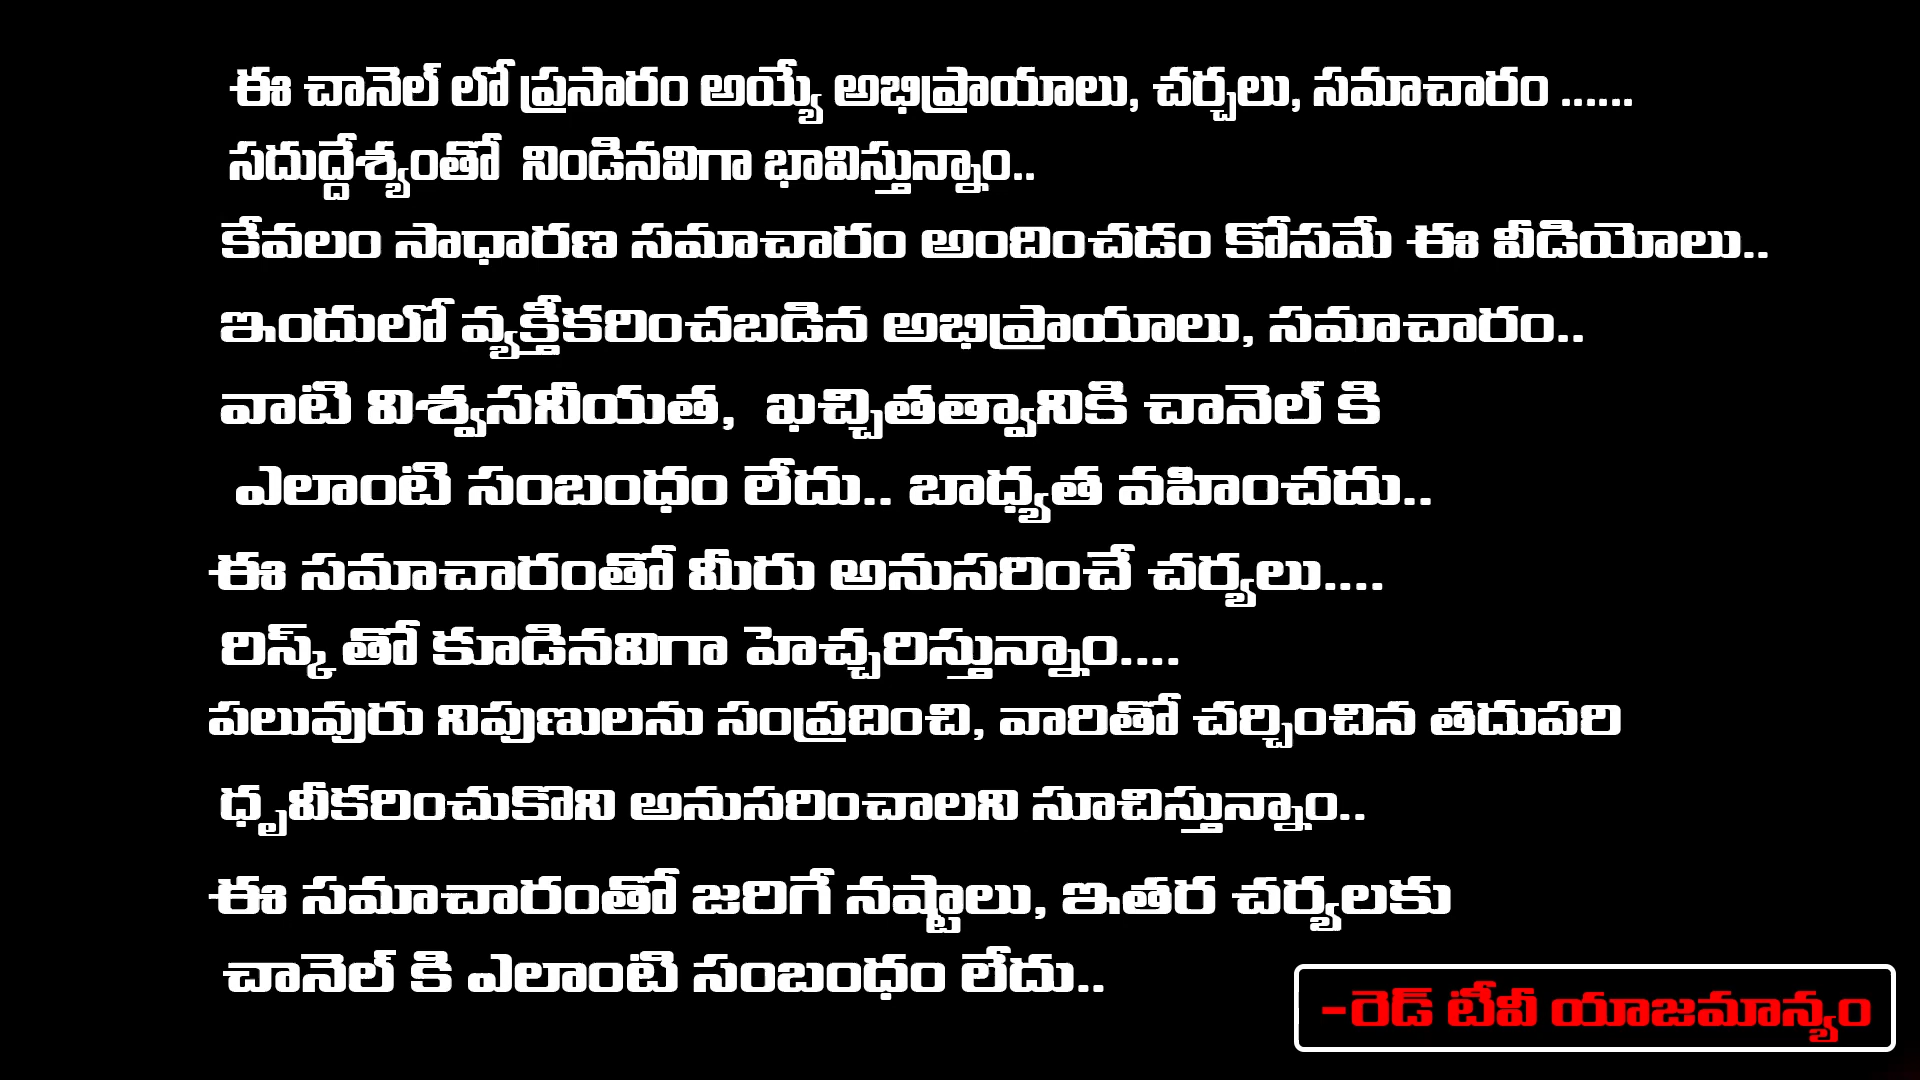 ఈ చానెల్ లో ప్రసారం అయ్యే అభిప్రాయాలు, చర్చలు, సమాచారం ......
సదుద్దేశ్యంతో నిండినవిగా భావిస్తున్నాం..
కేవలం సాధారణ సమాచారం అందించడం కోసమే ఈ వీడియోలు..
ఇందులో వ్యక్తీకరించబడిన అభిప్రాయాలు, సమాచారం..
వాటి విశ్వసనీయత, ఖచ్చితత్వానికి చానెల్ కి
ఎలాంటి సంబంధం లేదు.. బాధ్యత వహించదు..
ఈ సమాచారంతో మీరు అనుసరించే చర్యలు....
రిస్క్ తో కూడినవిగా హెచ్చరిస్తున్నాం....
పలువురు నిపుణులను సంప్రదించి, వారితో చర్చించిన తదుపరి
ధృవీకరించుకొని అనుసరించాలని సూచిస్తున్నాం..
ఈ సమాచారంతో జరిగే నష్టాలు, ఇతర చర్యలకు
చానెల్ కి ఎలాంటి సంబంధం లేదు..
-రెడ్ టీవీ యాజమాన్యం